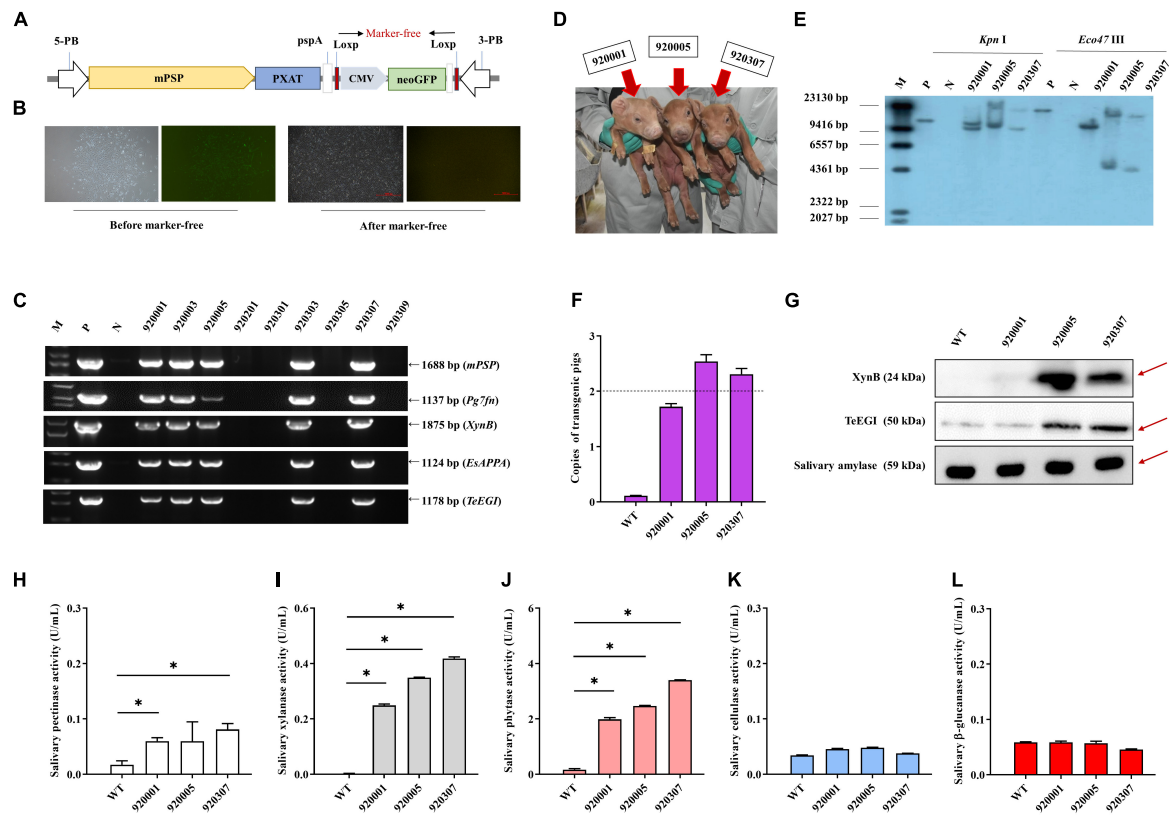 A
5-PB
pspA
Marker-free
Loxp
Loxp
3-PB
mPSP
PXAT
CMV
neoGFP
B
Before marker-free
After marker-free
D
920001
920005
920307
E
Kpn I
Eco47 III
M
P
N
920001
920005
920307
P
N
920001
920005
920307
23130 bp
9416 bp
6557 bp
4361 bp
2322 bp
2027 bp
C
M
P
N
920001
920003
920005
920201
920301
920303
920305
920307
920309
←1688 bp (mPSP)
←1137 bp (Pg7fn)
←1875 bp (XynB)
←1124 bp (EsAPPA)
←1178 bp (TeEGI)
F
Copies of transgenic pigs
3
2
1
0
WT
920001
920005
920307
G
WT
920001
920005
920307
XynB (24 kDa)
TeEGI (50 kDa)
Salivary amylase (59 kDa)
H
Salivary pectinase activity (U/mL)
0.3
0.2
0.1
0.0
*
*
WT
920001
920005
920307
I
Salivary xylanase activity (U/mL)
0.6
0.4
0.2
0.0
*
*
*
WT
920001
920005
920307
J
Salivary phytase activity (U/mL)
6
4
2
0
*
*
*
WT
920001
920005
920307
K
Salivary cellulase activity (U/mL)
0.3
0.2
0.1
0.0
WT
920001
920005
920307
L
Salivary β-glucanase activity (U/mL)
0.3
0.2
0.1
0.0
WT
920001
920005
920307